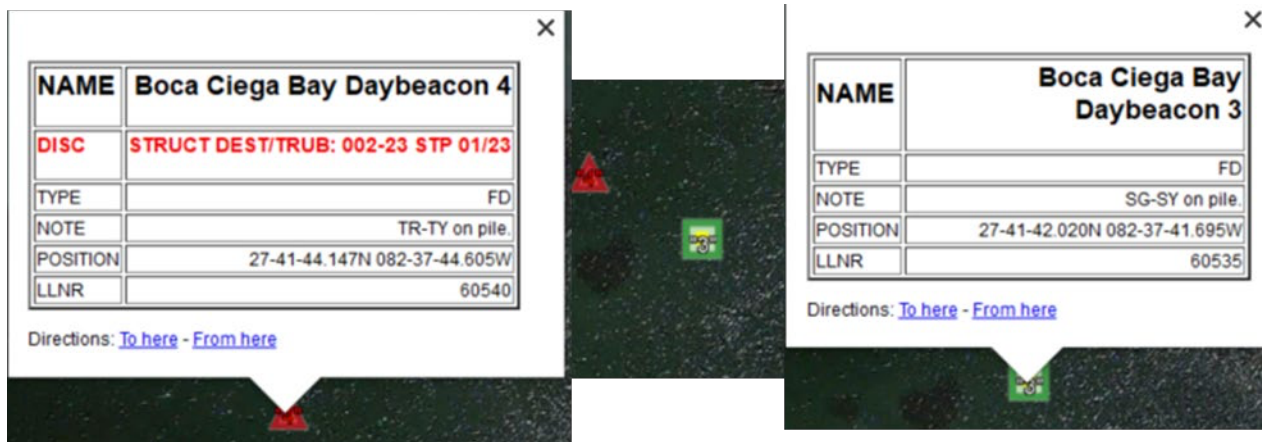 NAME Boca Ciega Bay Daybeacon 4
DISC STRUCT DEST/TRUB: 002-23 STP 01/23
TYPE FD
NOTE TR-TY on pile.
POSITION 27-41-44.147N 082-37-44.605W
LLNR 60540
Directions: To here - From here
3
NAME Boca Ciega Bay
Daybeacon 3
TYPE FD
NOTE SG-SY on pile.
POSITION 27-41-42.020N 082-37-41.695W
LLNR 60535
Directions: To here - From here